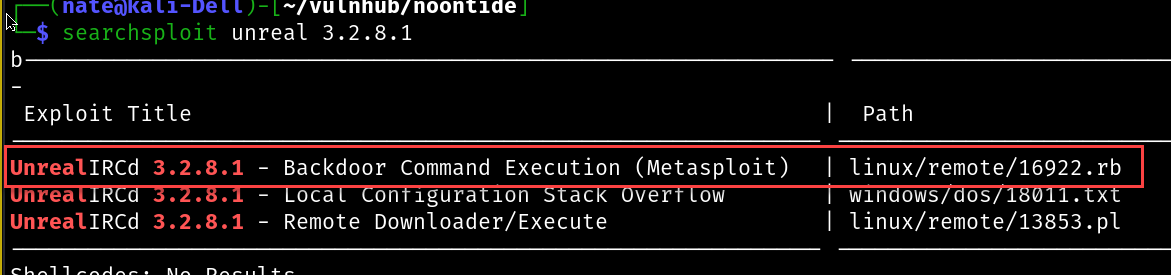 (nate@kali-Dell)-[~/vulnhub/noontide]
$ searchsploit unreal 3.2.8.1
b
-
Exploit Title | Path
UnrealIRCd 3.2.8.1 - Backdoor Command Execution (Metasploit) | linux/remote/16922.rb
UnrealIRCd 3.2.8.1 - Local Configuration Stack Overflow | windows/dos/18011.txt
UnrealIRCd 3.2.8.1 - Remote Downloader/Execute | linux/remote/13853.pl
Shellcodes: No Results